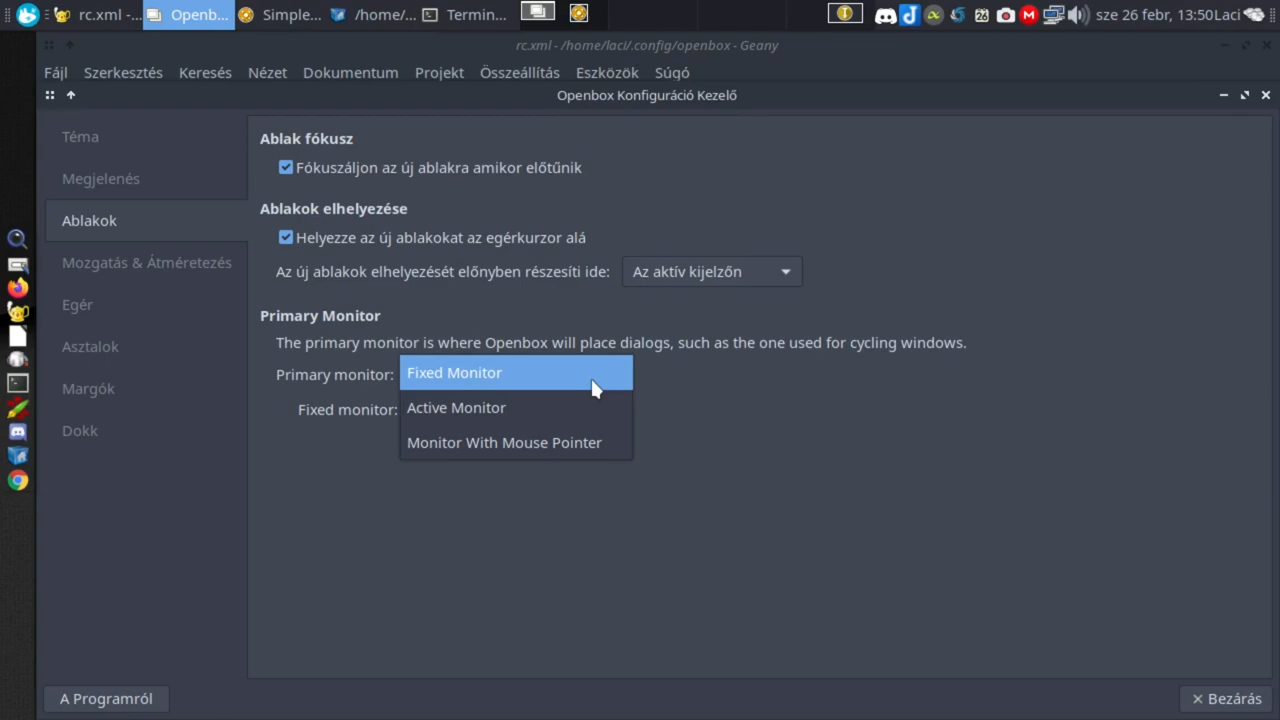 rc.xml -... Openb... Simple... /home/... Termin... 26 M sze 26 febr, 13:50 Laci
rc.xml - /home/laci/.config/openbox - Geany
Fájl Szerkesztés Keresés Nézet Dokumentum Projekt Összeállítás Eszközök Súgó
Openbox Konfiguráció Kezelő
Téma
Megjelenés
Ablakok
Mozgatás & Átméretezés
Egér
Asztalok
Margók
Dokk
Ablak fókusz
Fókuszáljon az új ablakra amikor előtűnik
Ablakok elhelyezése
Helyezze az új ablakokat az egérkurzor alá
Az új ablakok elhelyezését előnyben részesíti ide: Az aktív kijelzőn
Primary Monitor
The primary monitor is where Openbox will place dialogs, such as the one used for cycling windows.
Primary monitor: Fixed Monitor
Fixed monitor: Active Monitor
Monitor With Mouse Pointer
A Programról
Bezárás